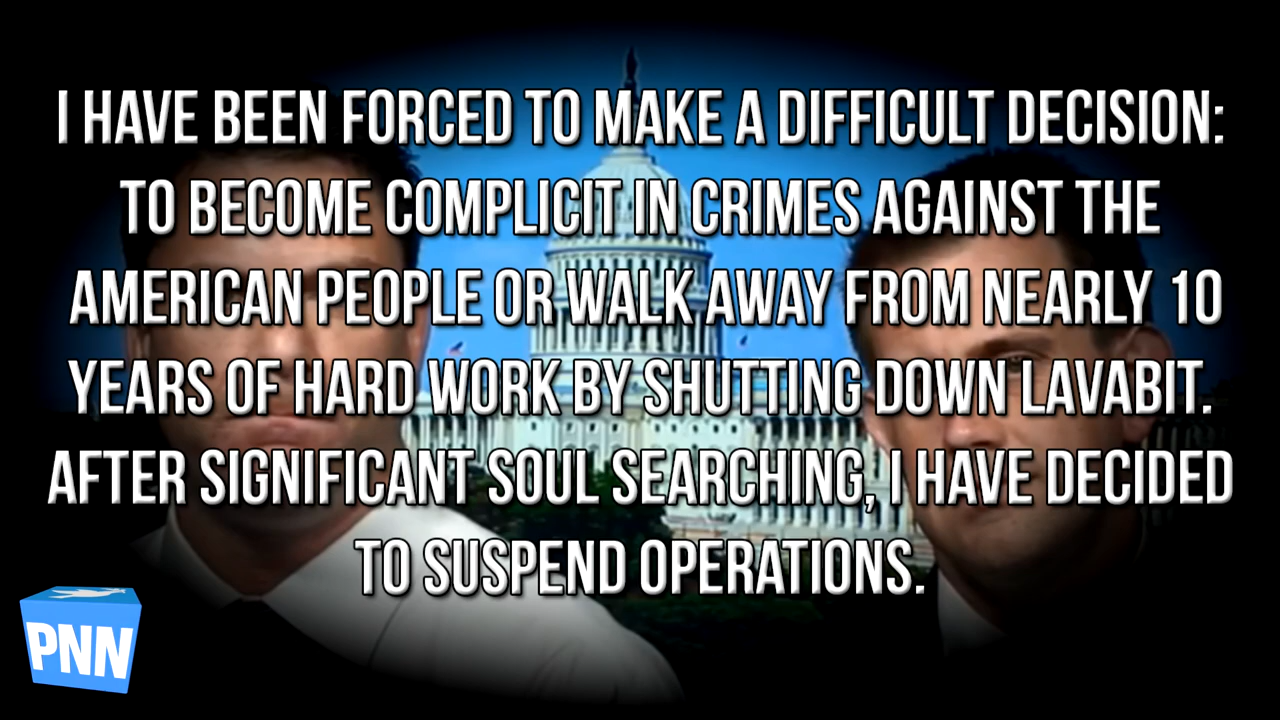 I HAVE BEEN FORCED TO MAKE A DIFFICULT DECISION:
TO BECOME COMPLICIT IN CRIMES AGAINST THE
AMERICAN PEOPLE OR WALK AWAY FROM NEARLY 10
YEARS OF HARD WORK BY SHUTTING DOWN LAVABIT.
AFTER SIGNIFICANT SOUL SEARCHING, I HAVE DECIDED
TO SUSPEND OPERATIONS.
PNN